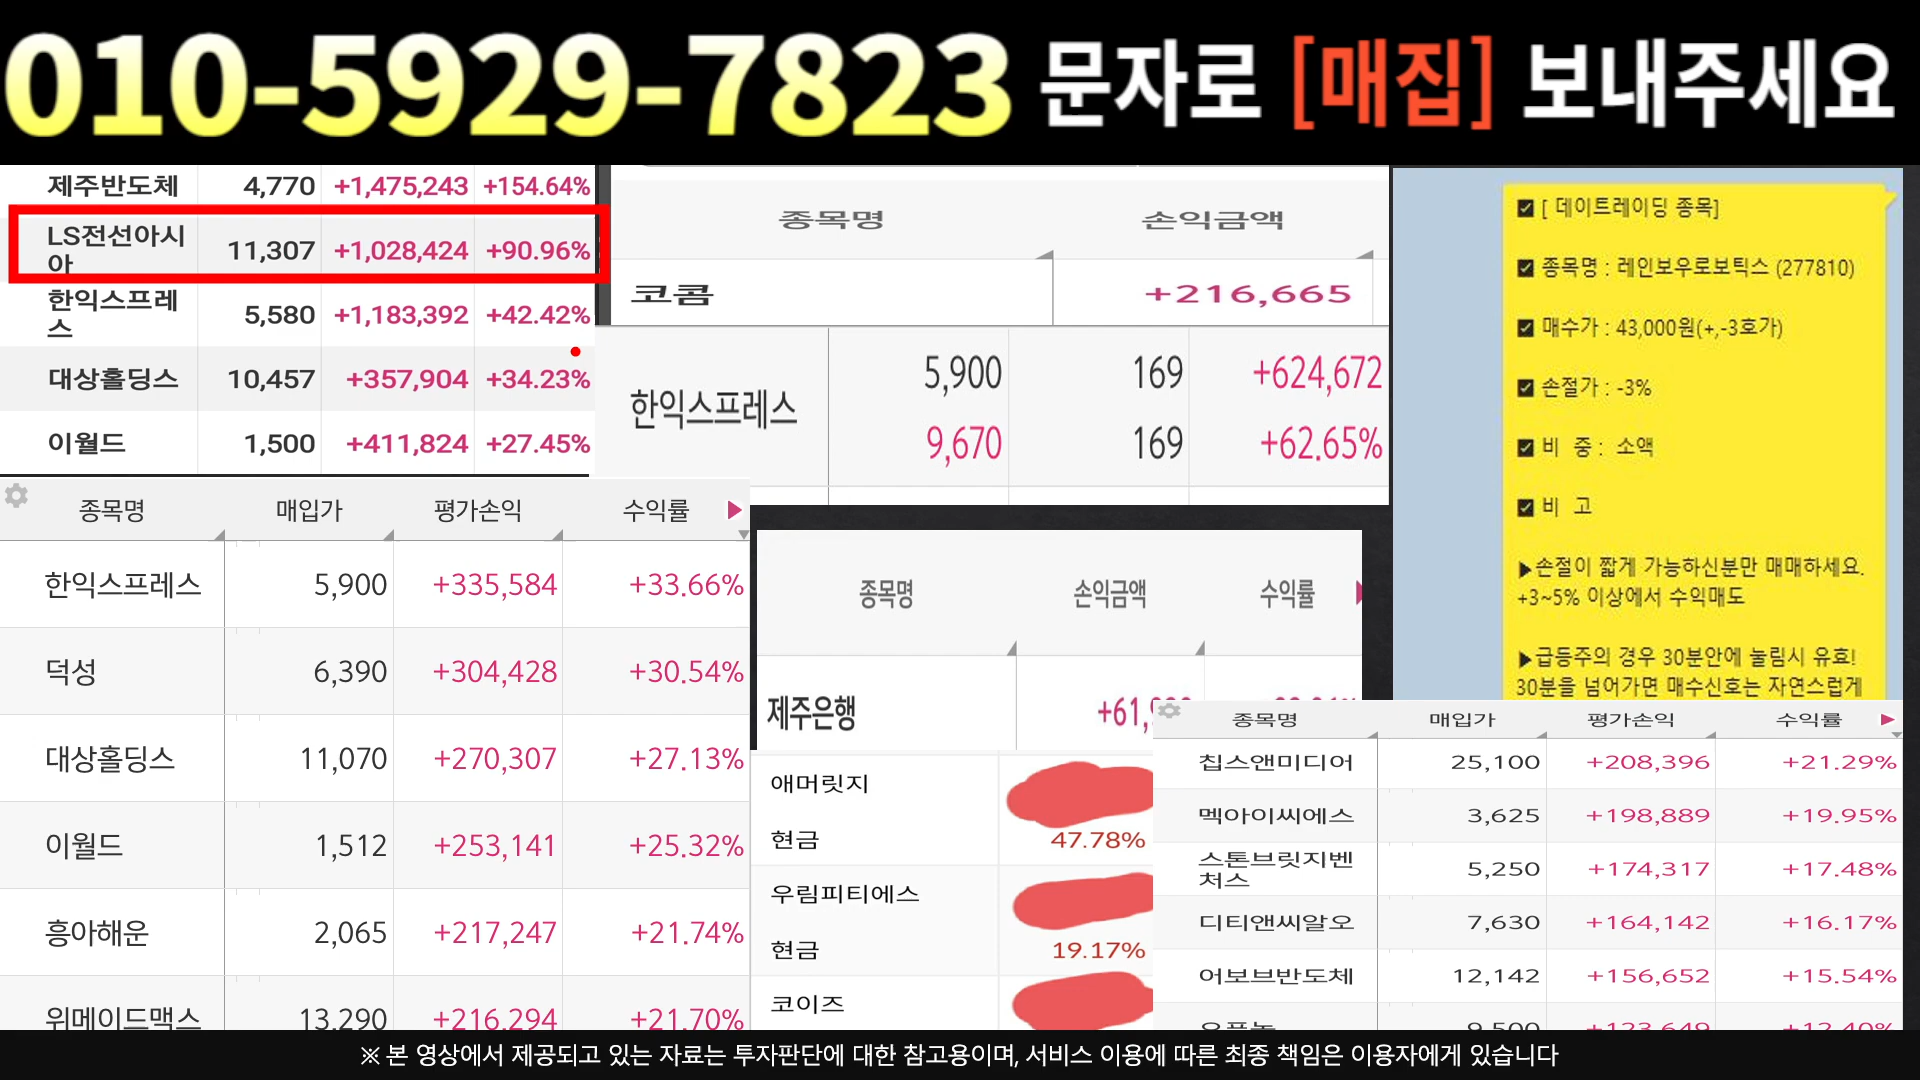 010-5929-7823 문자로 [매집] 보내주세요
제주반도체 4,770 +1,475,243 +154.64%
LS전선아시
아 11,307 +1,028,424 +90.96%
한익스프레
스 5,580 +1,183,392 +42.42%
대상홀딩스 10,457 +357,904 +34.23%
이월드 1,500 +411,824 +27.45%
종목명 손익금액
코콤 +216,665
한익스프레스
5,900 169 +624,672
9,670 169 +62.65%
☑ [ 데이트레이딩 종목]
☑ 종목명 : 레인보우로보틱스 (277810)
☑ 매수가 : 43,000원(+,-3호가)
☑ 손절가 : -3%
☑ 비 중 : 소액
☑ 비 고
▶손절이 짧게 가능하신분만 매매하세요.
+3~5% 이상에서 수익매도
▶급등주의 경우 30분안에 눌림시 유효!
30분을 넘어가면 매수신호는 자연스럽게
종목명 매입가 평가손익 수익률
한익스프레스 5,900 +335,584 +33.66%
덕성 6,390 +304,428 +30.54%
대상홀딩스 11,070 +270,307 +27.13%
이월드 1,512 +253,141 +25.32%
흥아해운 2,065 +217,247 +21.74%
위메이드맥스 13,290 +216,294 +21.70%
종목명 손익금액 수익률
제주은행 +61,
애머릿지
현금 47.78%
우림피티에스
현금 19.17%
코이즈
종목명 매입가 평가손익 수익률
칩스앤미디어 25,100 +208,396 +21.29%
멕아이씨에스 3,625 +198,889 +19.95%
스톤브릿지벤
처스 5,250 +174,317 +17.48%
디티앤씨알오 7,630 +164,142 +16.17%
어보브반도체 12,142 +156,652 +15.54%
※ 본 영상에서 제공되고 있는 자료는 투자판단에 대한 참고용이며, 서비스 이용에 따른 최종 책임은 이용자에게 있습니다